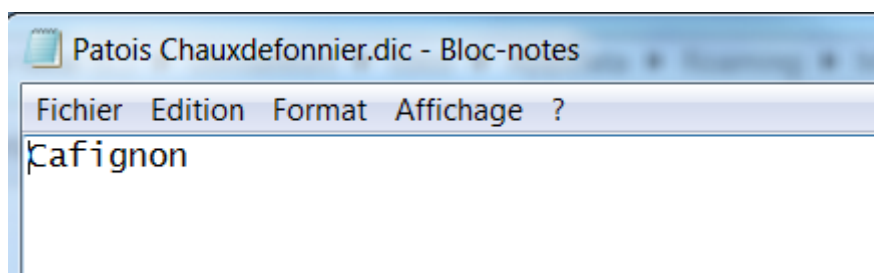 Patois Chauxdefonnier.dic - Bloc-notes
Fichier Edition Format Affichage ?
Cafignon